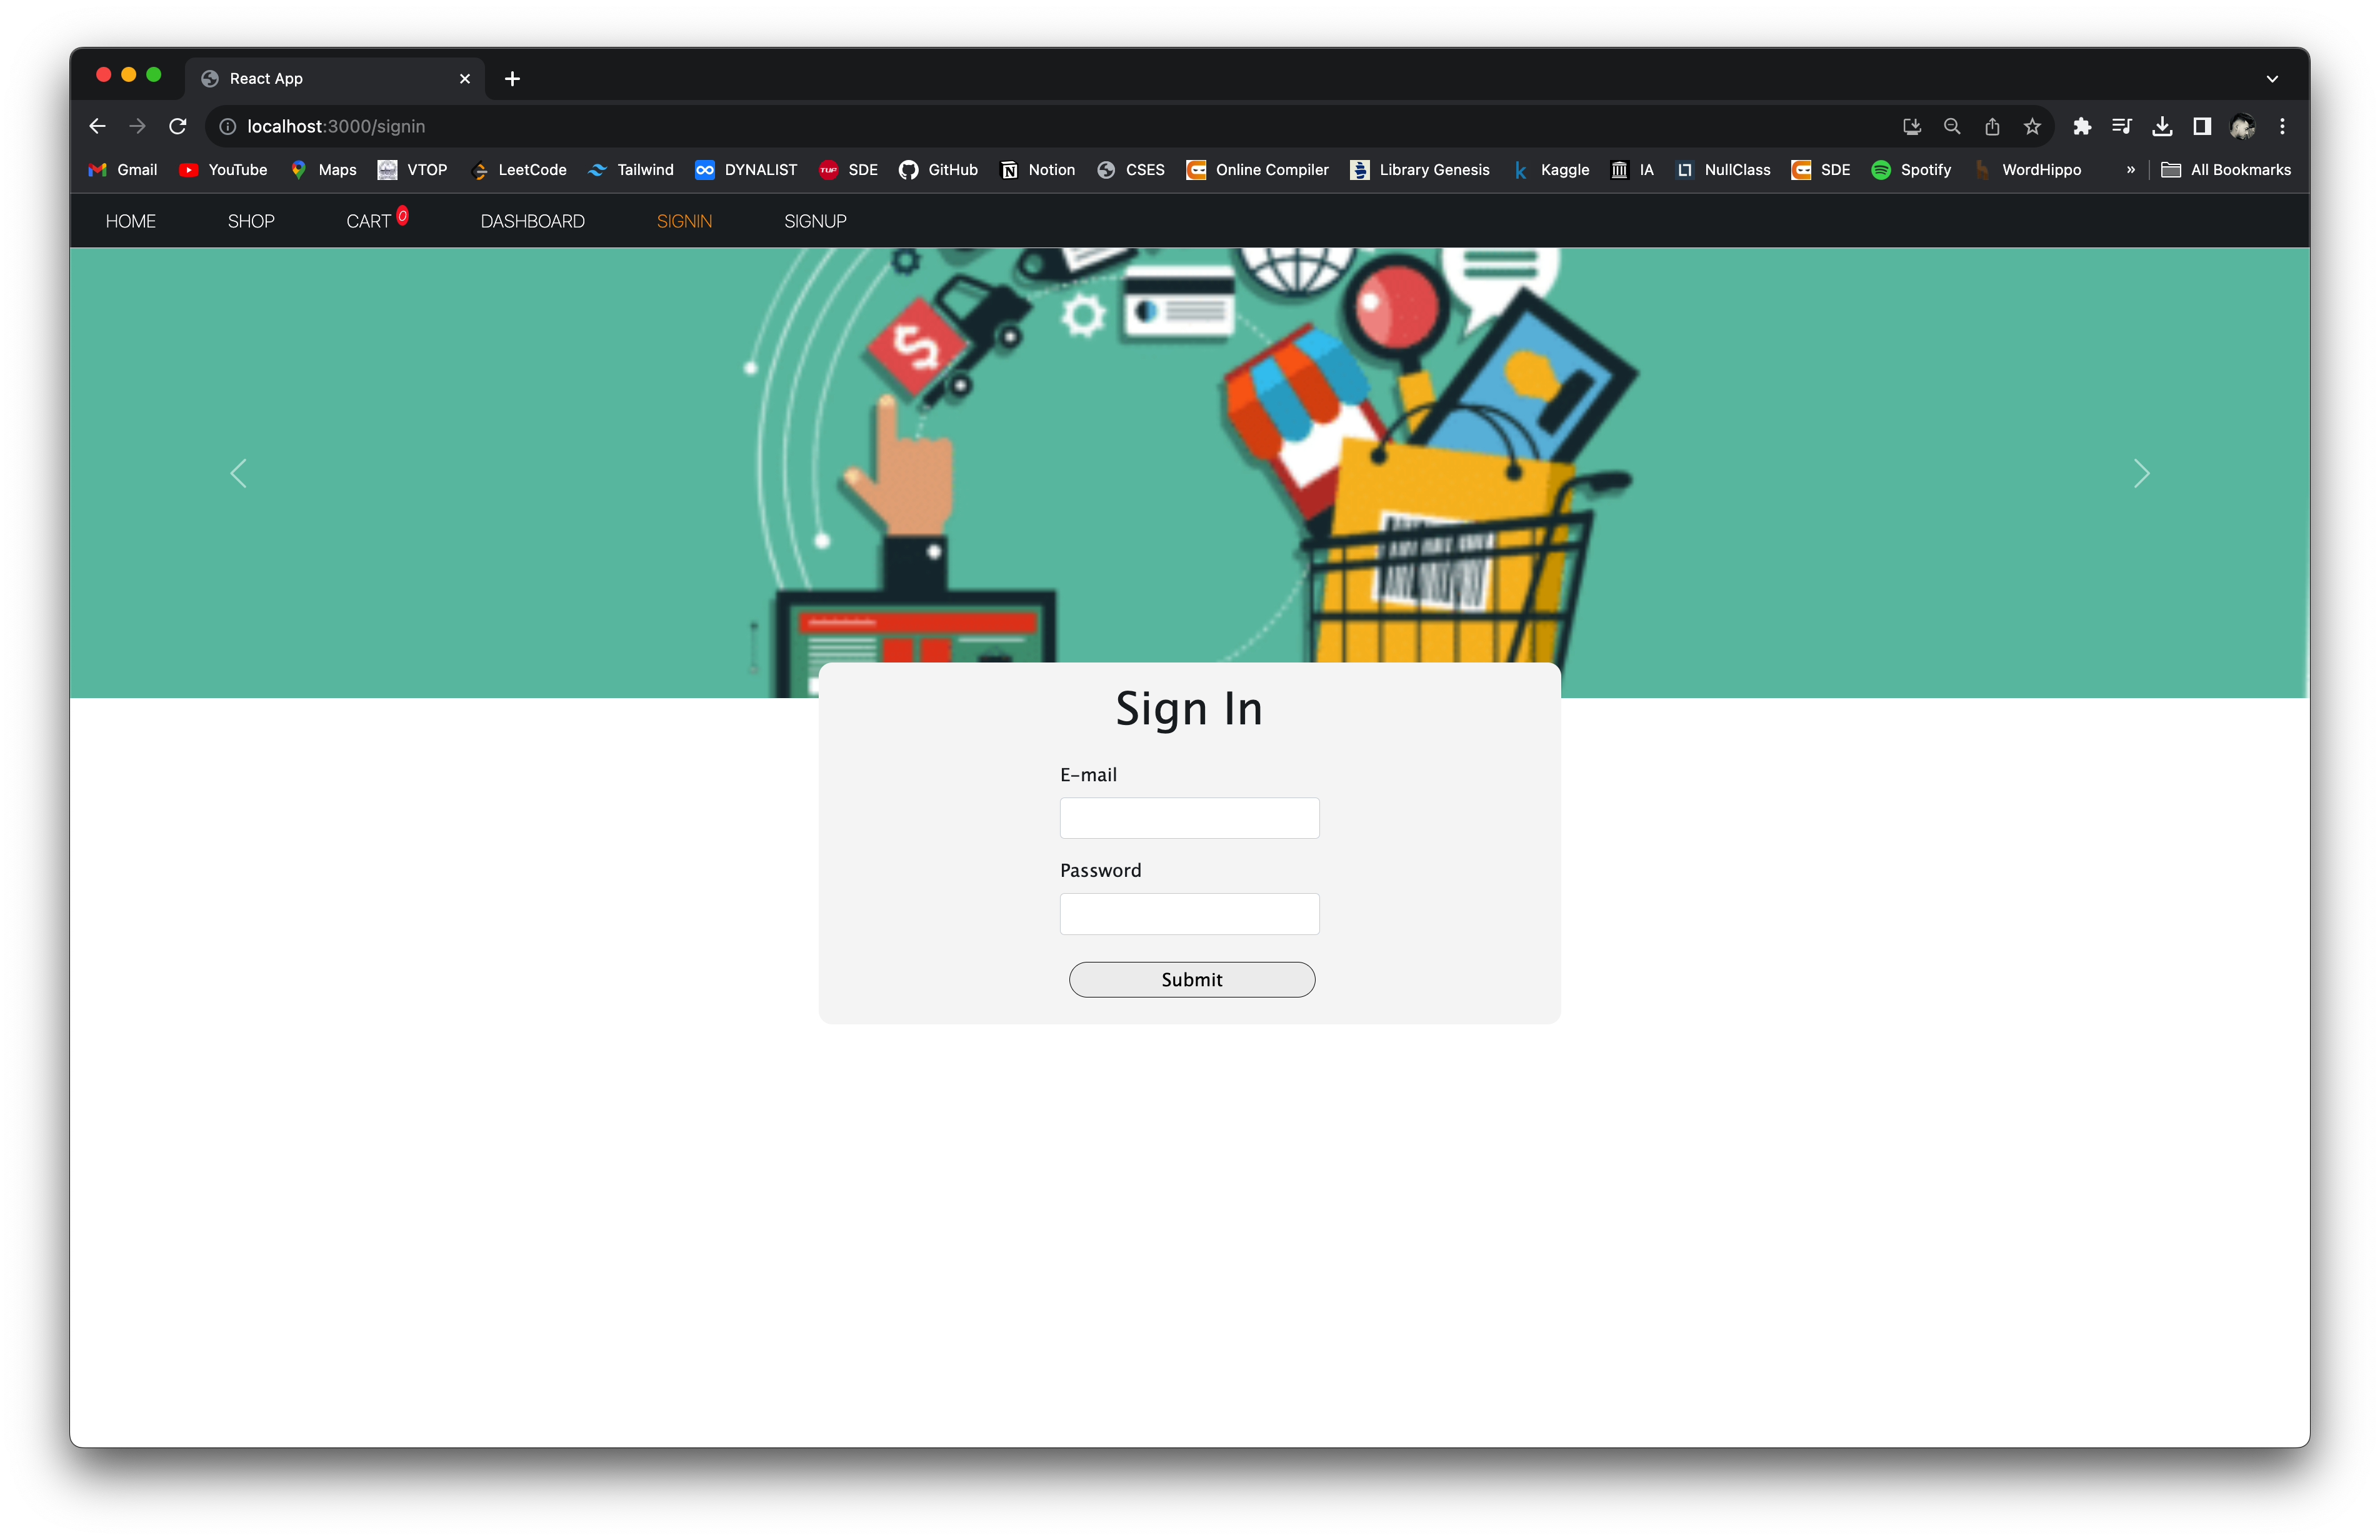 React App
localhost:3000/signin
Gmail YouTube Maps VTOP LeetCode Tailwind DYNALIST TUF SDE GitHub Notion CSES Online Compiler Library Genesis k Kaggle IA NullClass SDE Spotify WordHippo » All Bookmarks
HOME SHOP CART 0 DASHBOARD SIGNIN SIGNUP
$
Sign In
E-mail
Password
Submit